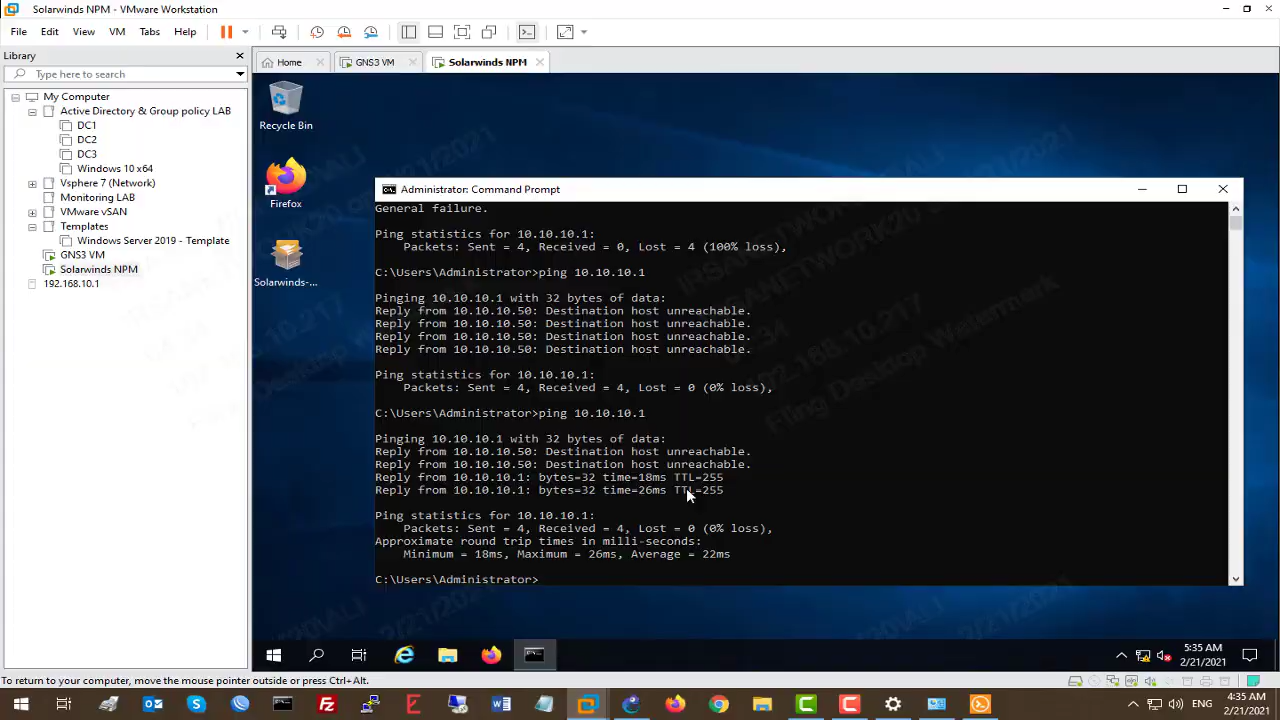 Solarwinds NPM - VMware Workstation
File Edit View VM Tabs Help
Library
Type here to search
My Computer
Active Directory & Group policy LAB
DC1
DC2
DC3
Windows 10 x64
Vsphere 7 (Network)
Monitoring LAB
VMware vSAN
Templates
Windows Server 2019 - Template
GNS3 VM
Solarwinds NPM
192.168.10.1
Home GNS3 VM Solarwinds NPM
Recycle Bin
Firefox
Solarwinds-...
Administrator: Command Prompt
General failure.
Ping statistics for 10.10.10.1:
Packets: Sent = 4, Received = 0, Lost = 4 (100% loss),
C:\Users\Administrator>ping 10.10.10.1
Pinging 10.10.10.1 with 32 bytes of data:
Reply from 10.10.10.50: Destination host unreachable.
Reply from 10.10.10.50: Destination host unreachable.
Reply from 10.10.10.50: Destination host unreachable.
Reply from 10.10.10.50: Destination host unreachable.
Ping statistics for 10.10.10.1:
Packets: Sent = 4, Received = 4, Lost = 0 (0% loss),
C:\Users\Administrator>ping 10.10.10.1
Pinging 10.10.10.1 with 32 bytes of data:
Reply from 10.10.10.50: Destination host unreachable.
Reply from 10.10.10.50: Destination host unreachable.
Reply from 10.10.10.1: bytes=32 time=18ms TTL=255
Reply from 10.10.10.1: bytes=32 time=26ms TTL=255
Ping statistics for 10.10.10.1:
Packets: Sent = 4, Received = 4, Lost = 0 (0% loss),
Approximate round trip times in milli-seconds:
Minimum = 18ms, Maximum = 26ms, Average = 22ms
C:\Users\Administrator>
5:35 AM
2/21/2021
To return to your computer, move the mouse pointer outside or press Ctrl+Alt.
ENG
4:35 AM
2/21/2021